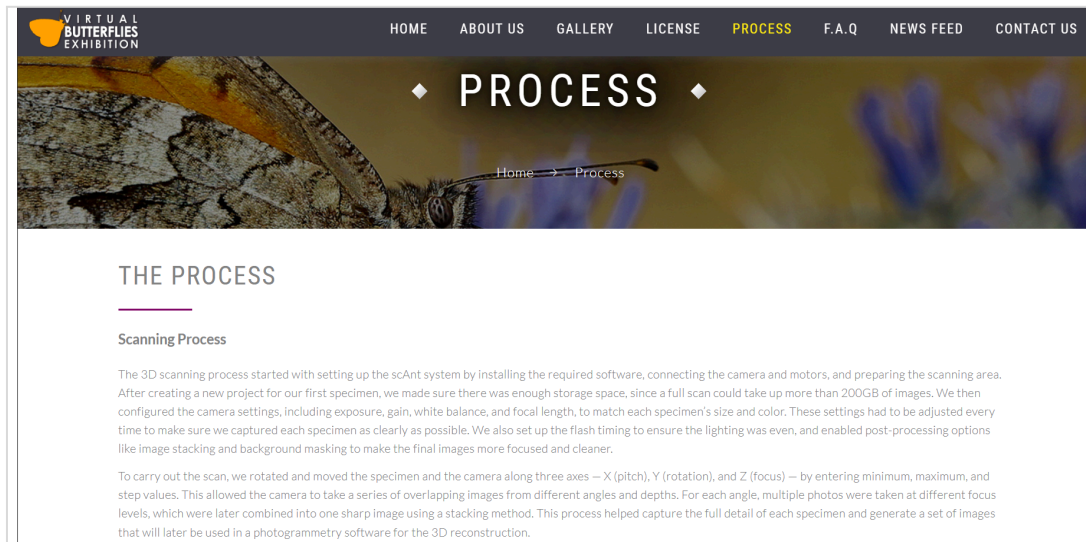 VIRTUAL
BUTTERFLIES
EXHIBITION
HOME ABOUT US GALLERY LICENSE PROCESS F.A.Q NEWS FEED CONTACT US
PROCESS
Home → Process
THE PROCESS
Scanning Process
The 3D scanning process started with setting up the scAnt system by installing the required software, connecting the camera and motors, and preparing the scanning area.
After creating a new project for our first specimen, we made sure there was enough storage space, since a full scan could take up more than 200GB of images. We then
configured the camera settings, including exposure, gain, white balance, and focal length, to match each specimen's size and color. These settings had to be adjusted every
time to make sure we captured each specimen as clearly as possible. We also set up the flash timing to ensure the lighting was even, and enabled post-processing options
like image stacking and background masking to make the final images more focused and cleaner.
To carry out the scan, we rotated and moved the specimen and the camera along three axes — X (pitch), Y (rotation), and Z (focus) — by entering minimum, maximum, and
step values. This allowed the camera to take a series of overlapping images from different angles and depths. For each angle, multiple photos were taken at different focus
levels, which were later combined into one sharp image using a stacking method. This process helped capture the full detail of each specimen and generate a set of images
that will later be used in a photogrammetry software for the 3D reconstruction.